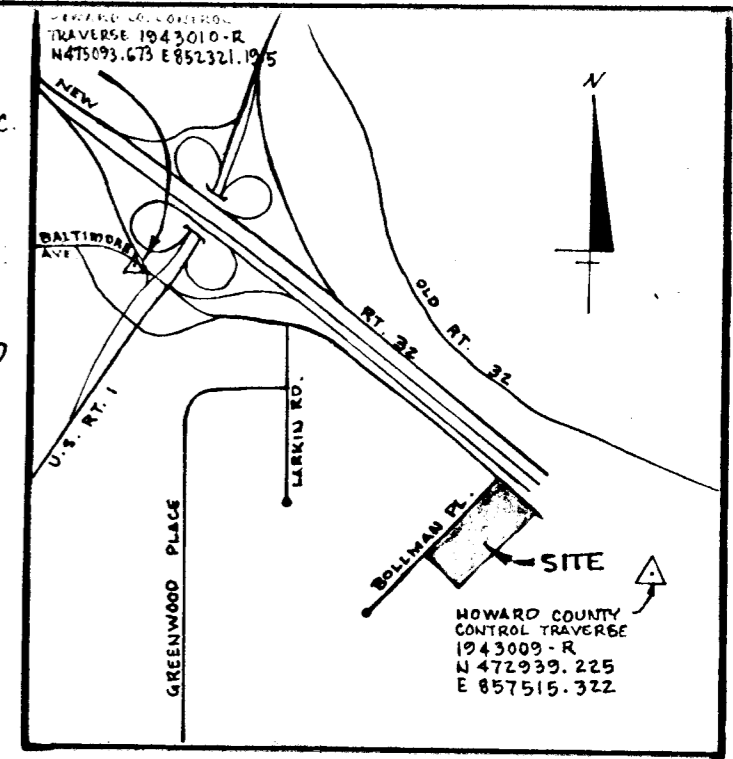 CONTROL
TRAVERSE 1943010-R
N475093.673 E852321.195
NEW
C.
N
BALTIMORE
AVE
OLD RT. 32
RT. 32
U.S. RT. 1
LARKIN RD.
GREENWOOD PLACE
BOLLMAN PL.
SITE
HOWARD COUNTY
CONTROL TRAVERSE
1943009-R
N 472939.225
E 857515.322